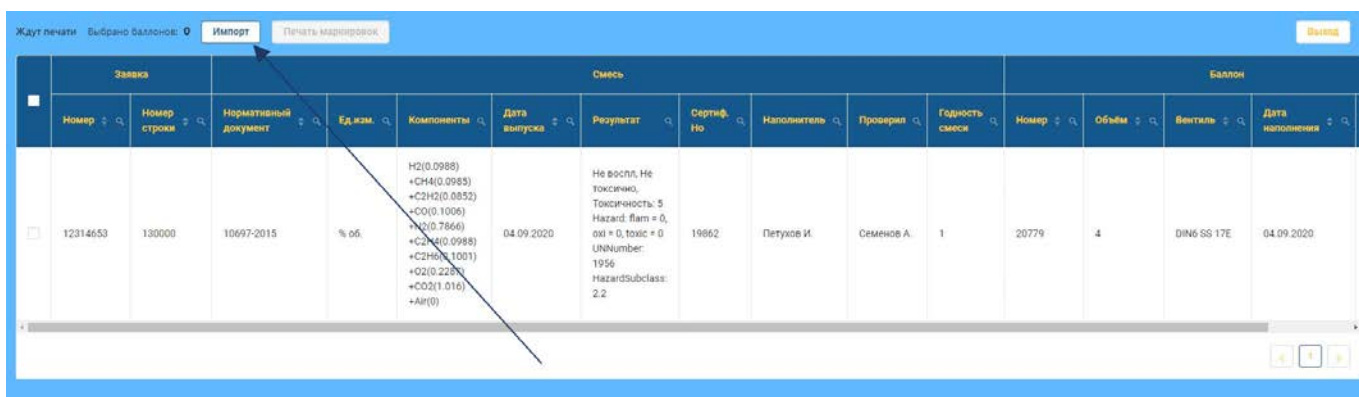 Ждут печати Выбрано баллонов: 0 Импорт Печать маркировок Выход
Заявка Смесь Баллон
Номер Номер строки Нормативный документ Ед.изм. Компоненты Дата выпуска Результат Сертиф. Но Наполнитель Проверил Годность смеси Номер Объём Вентиль Дата наполнения
12314653
130000
10697-2015
% об.
H2(0.0988)
+CH4(0.0985)
+C2H2(0.0852)
+CO(0.1006)
+N2(0.7866)
+C2H4(0.0988)
+C2H6(0.1001)
+O2(0.2287)
+CO2(1.016)
+Air(0)
04.09.2020
Не воспл, Не
токсично,
Токсичность: 5
Hazard: flam = 0,
oxi = 0, toxic = 0
UNNumber:
1956
HazardSubclass:
2.2
19862
Петухов И.
Семенов А.
1
20779
4
DIN6 SS 17E
04.09.2020
1